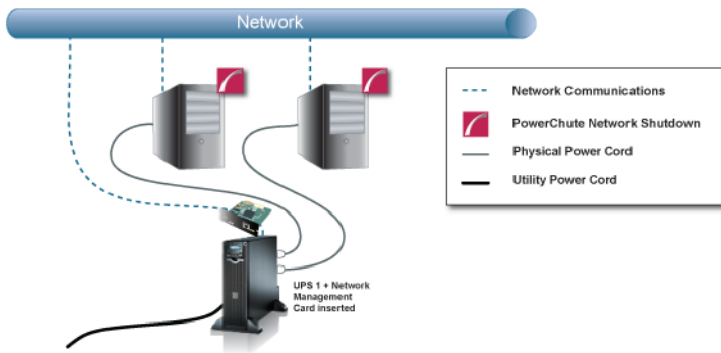 Network
Network Communications
PowerChute Network Shutdown
Physical Power Cord
Utility Power Cord
UPS 1 + Network
Management
Card inserted